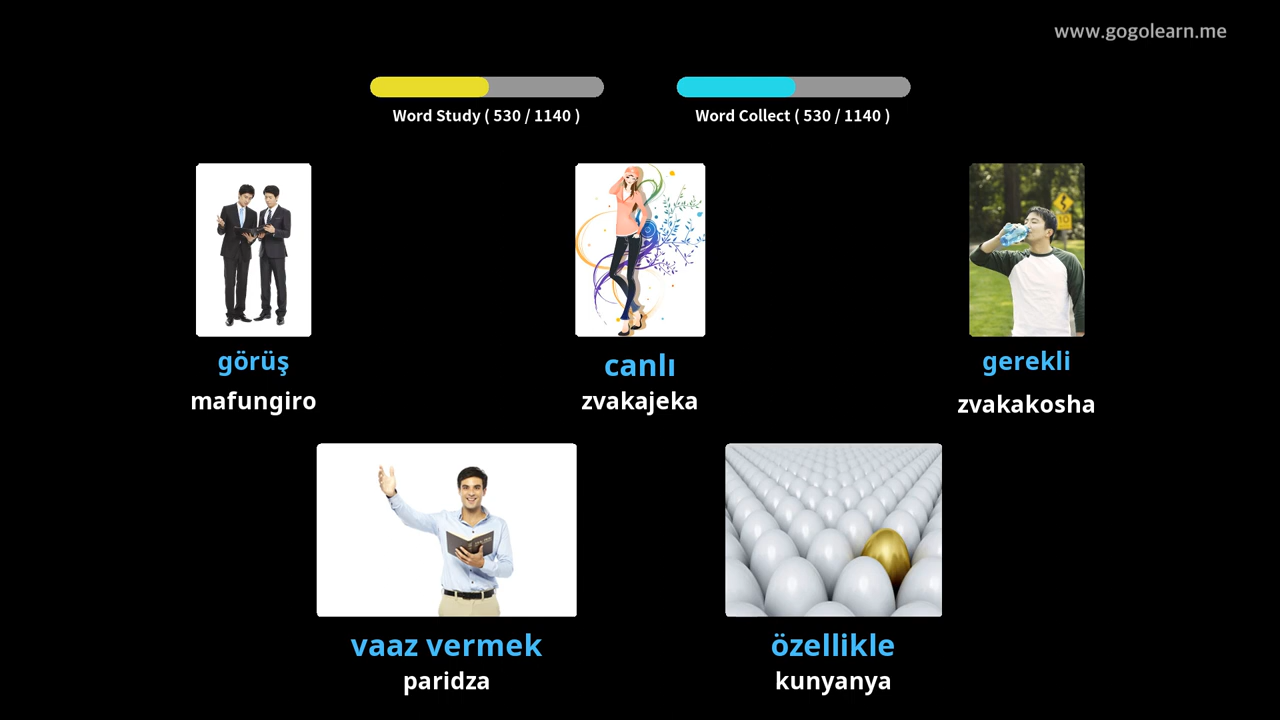 www.gogolearn.me
Word Study ( 530 / 1140 )
Word Collect ( 530 / 1140 )
görüş
mafungiro
canlı
zvakajeka
gerekli
zvakakosha
vaaz vermek
paridza
özellikle
kunyanya